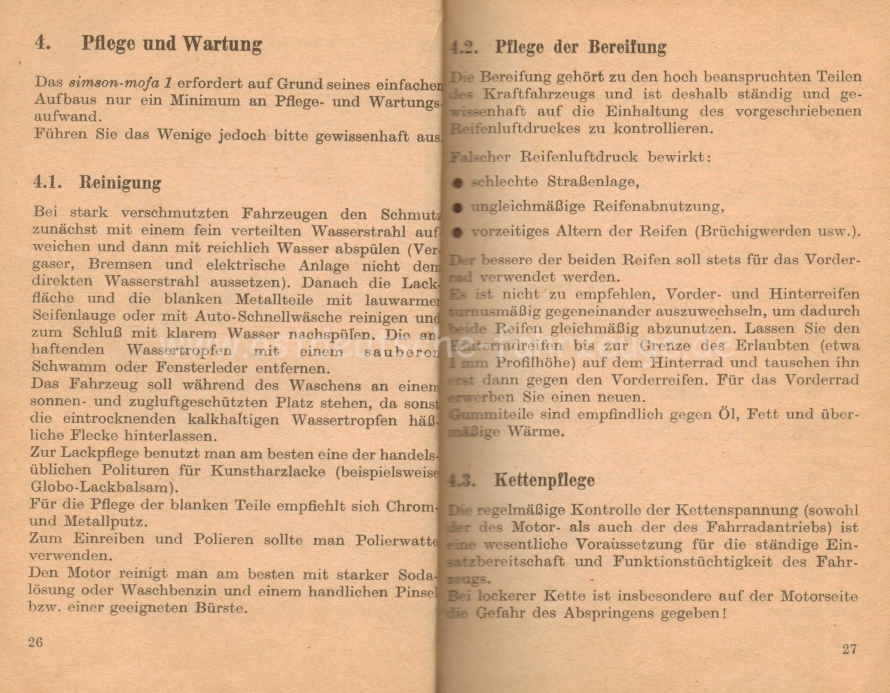 4. Pflege und Wartung
Das simson-mofa 1 erfordert auf Grund seines einfachen
Aufbaus nur ein Minimum an Pflege- und Wartungs-
aufwand.
Führen Sie das Wenige jedoch bitte gewissenhaft aus.
4.1. Reinigung
Bei stark verschmutzten Fahrzeugen den Schmutz
zunächst mit einem fein verteilten Wasserstrahl auf-
weichen und dann mit reichlich Wasser abspülen (Ver-
gaser, Bremsen und elektrische Anlage nicht dem
direkten Wasserstrahl aussetzen). Danach die Lack-
fläche und die blanken Metallteile mit lauwarmer
Seifenlauge oder mit Auto-Schnellwäsche reinigen und
zum Schluß mit klarem Wasser nachspülen. Die an-
haftenden Wassertropfen mit einem sauberen
Schwamm oder Fensterleder entfernen.
Das Fahrzeug soll während des Waschens an einem
sonnen- und zugluftgeschützten Platz stehen, da sonst
die eintrocknenden kalkhaltigen Wassertropfen häß-
liche Flecke hinterlassen.
Zur Lackpflege benutzt man am besten eine der handels-
üblichen Polituren für Kunstharzlacke (beispielsweise
Globo-Lackbalsam).
Für die Pflege der blanken Teile empfiehlt sich Chrom-
und Metallputz.
Zum Einreiben und Polieren sollte man Polierwatte
verwenden.
Den Motor reinigt man am besten mit starker Soda-
lösung oder Waschbenzin und einem handlichen Pinsel
bzw. einer geeigneten Bürste.
26
4.2. Pflege der Bereifung
Die Bereifung gehört zu den hoch beanspruchten Teilen
des Kraftfahrzeugs und ist deshalb ständig und ge-
wissenhaft auf die Einhaltung des vorgeschriebenen
Reifenluftdruckes zu kontrollieren.
Falscher Reifenluftdruck bewirkt:
● schlechte Straßenlage,
● ungleichmäßige Reifenabnutzung,
● vorzeitiges Altern der Reifen (Brüchigwerden usw.).
Der bessere der beiden Reifen soll stets für das Vorder-
rad verwendet werden.
Es ist nicht zu empfehlen, Vorder- und Hinterreifen
turnusmäßig gegeneinander auszuwechseln, um dadurch
beide Reifen gleichmäßig abzunutzen. Lassen Sie den
Hinterradreifen bis zur Grenze des Erlaubten (etwa
1 mm Profilhöhe) auf dem Hinterrad und tauschen ihn
erst dann gegen den Vorderreifen. Für das Vorderrad
erwerben Sie einen neuen.
Gummiteile sind empfindlich gegen Öl, Fett und über-
mäßige Wärme.
4.3. Kettenpflege
Die regelmäßige Kontrolle der Kettenspannung (sowohl
der des Motor- als auch der des Fahrradantriebs) ist
eine wesentliche Voraussetzung für die ständige Ein-
satzbereitschaft und Funktionstüchtigkeit des Fahr-
zeugs.
Bei lockerer Kette ist insbesondere auf der Motorseite
die Gefahr des Abspringens gegeben!
27